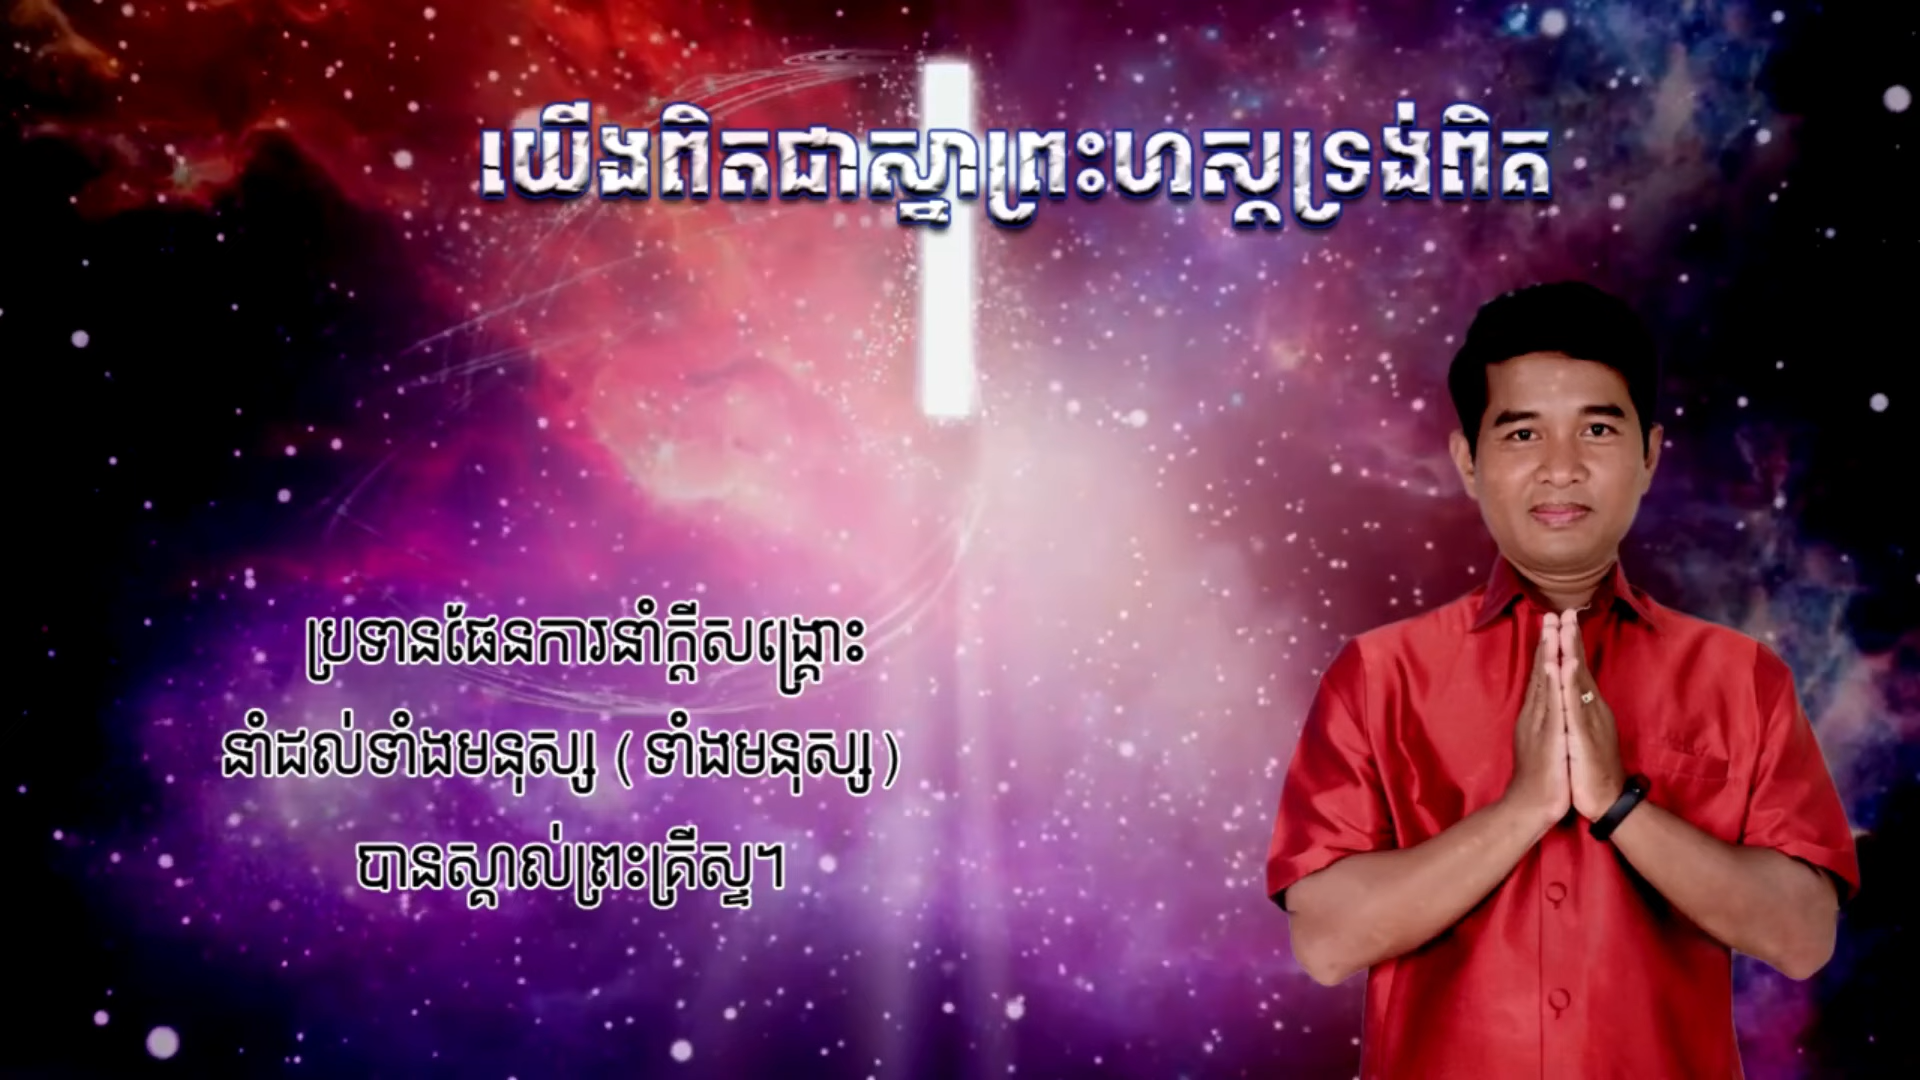 យើងពិតជាស្នាព្រះហស្តទ្រង់ពិត
ប្រទានផែនការនាំក្ដីសង្គ្រោះ
នាំដល់ទាំងមនុស្ស (ទាំងមនុស្ស)
បានស្គាល់ព្រះគ្រីស្ទ។